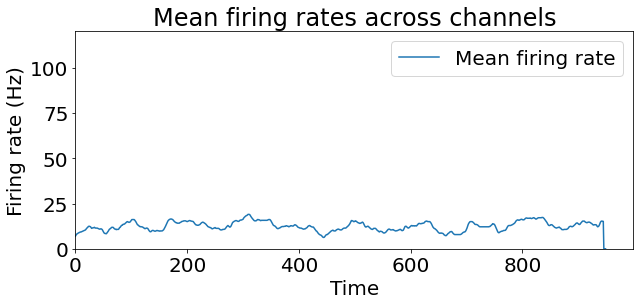 Mean firing rates across channels
Mean firing rate
Firing rate (Hz)
100
75
50
25
0
0 200 400 600 800
Time